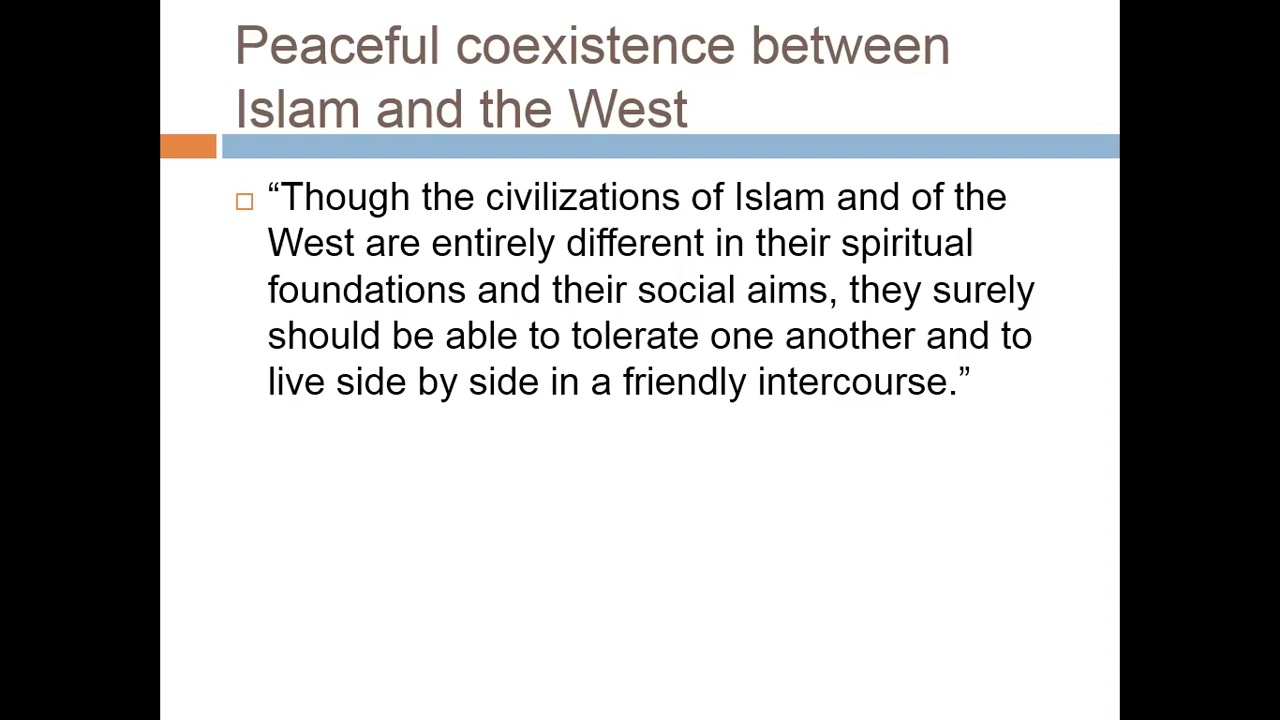 Peaceful coexistence between
Islam and the West
“Though the civilizations of Islam and of the
West are entirely different in their spiritual
foundations and their social aims, they surely
should be able to tolerate one another and to
live side by side in a friendly intercourse.”